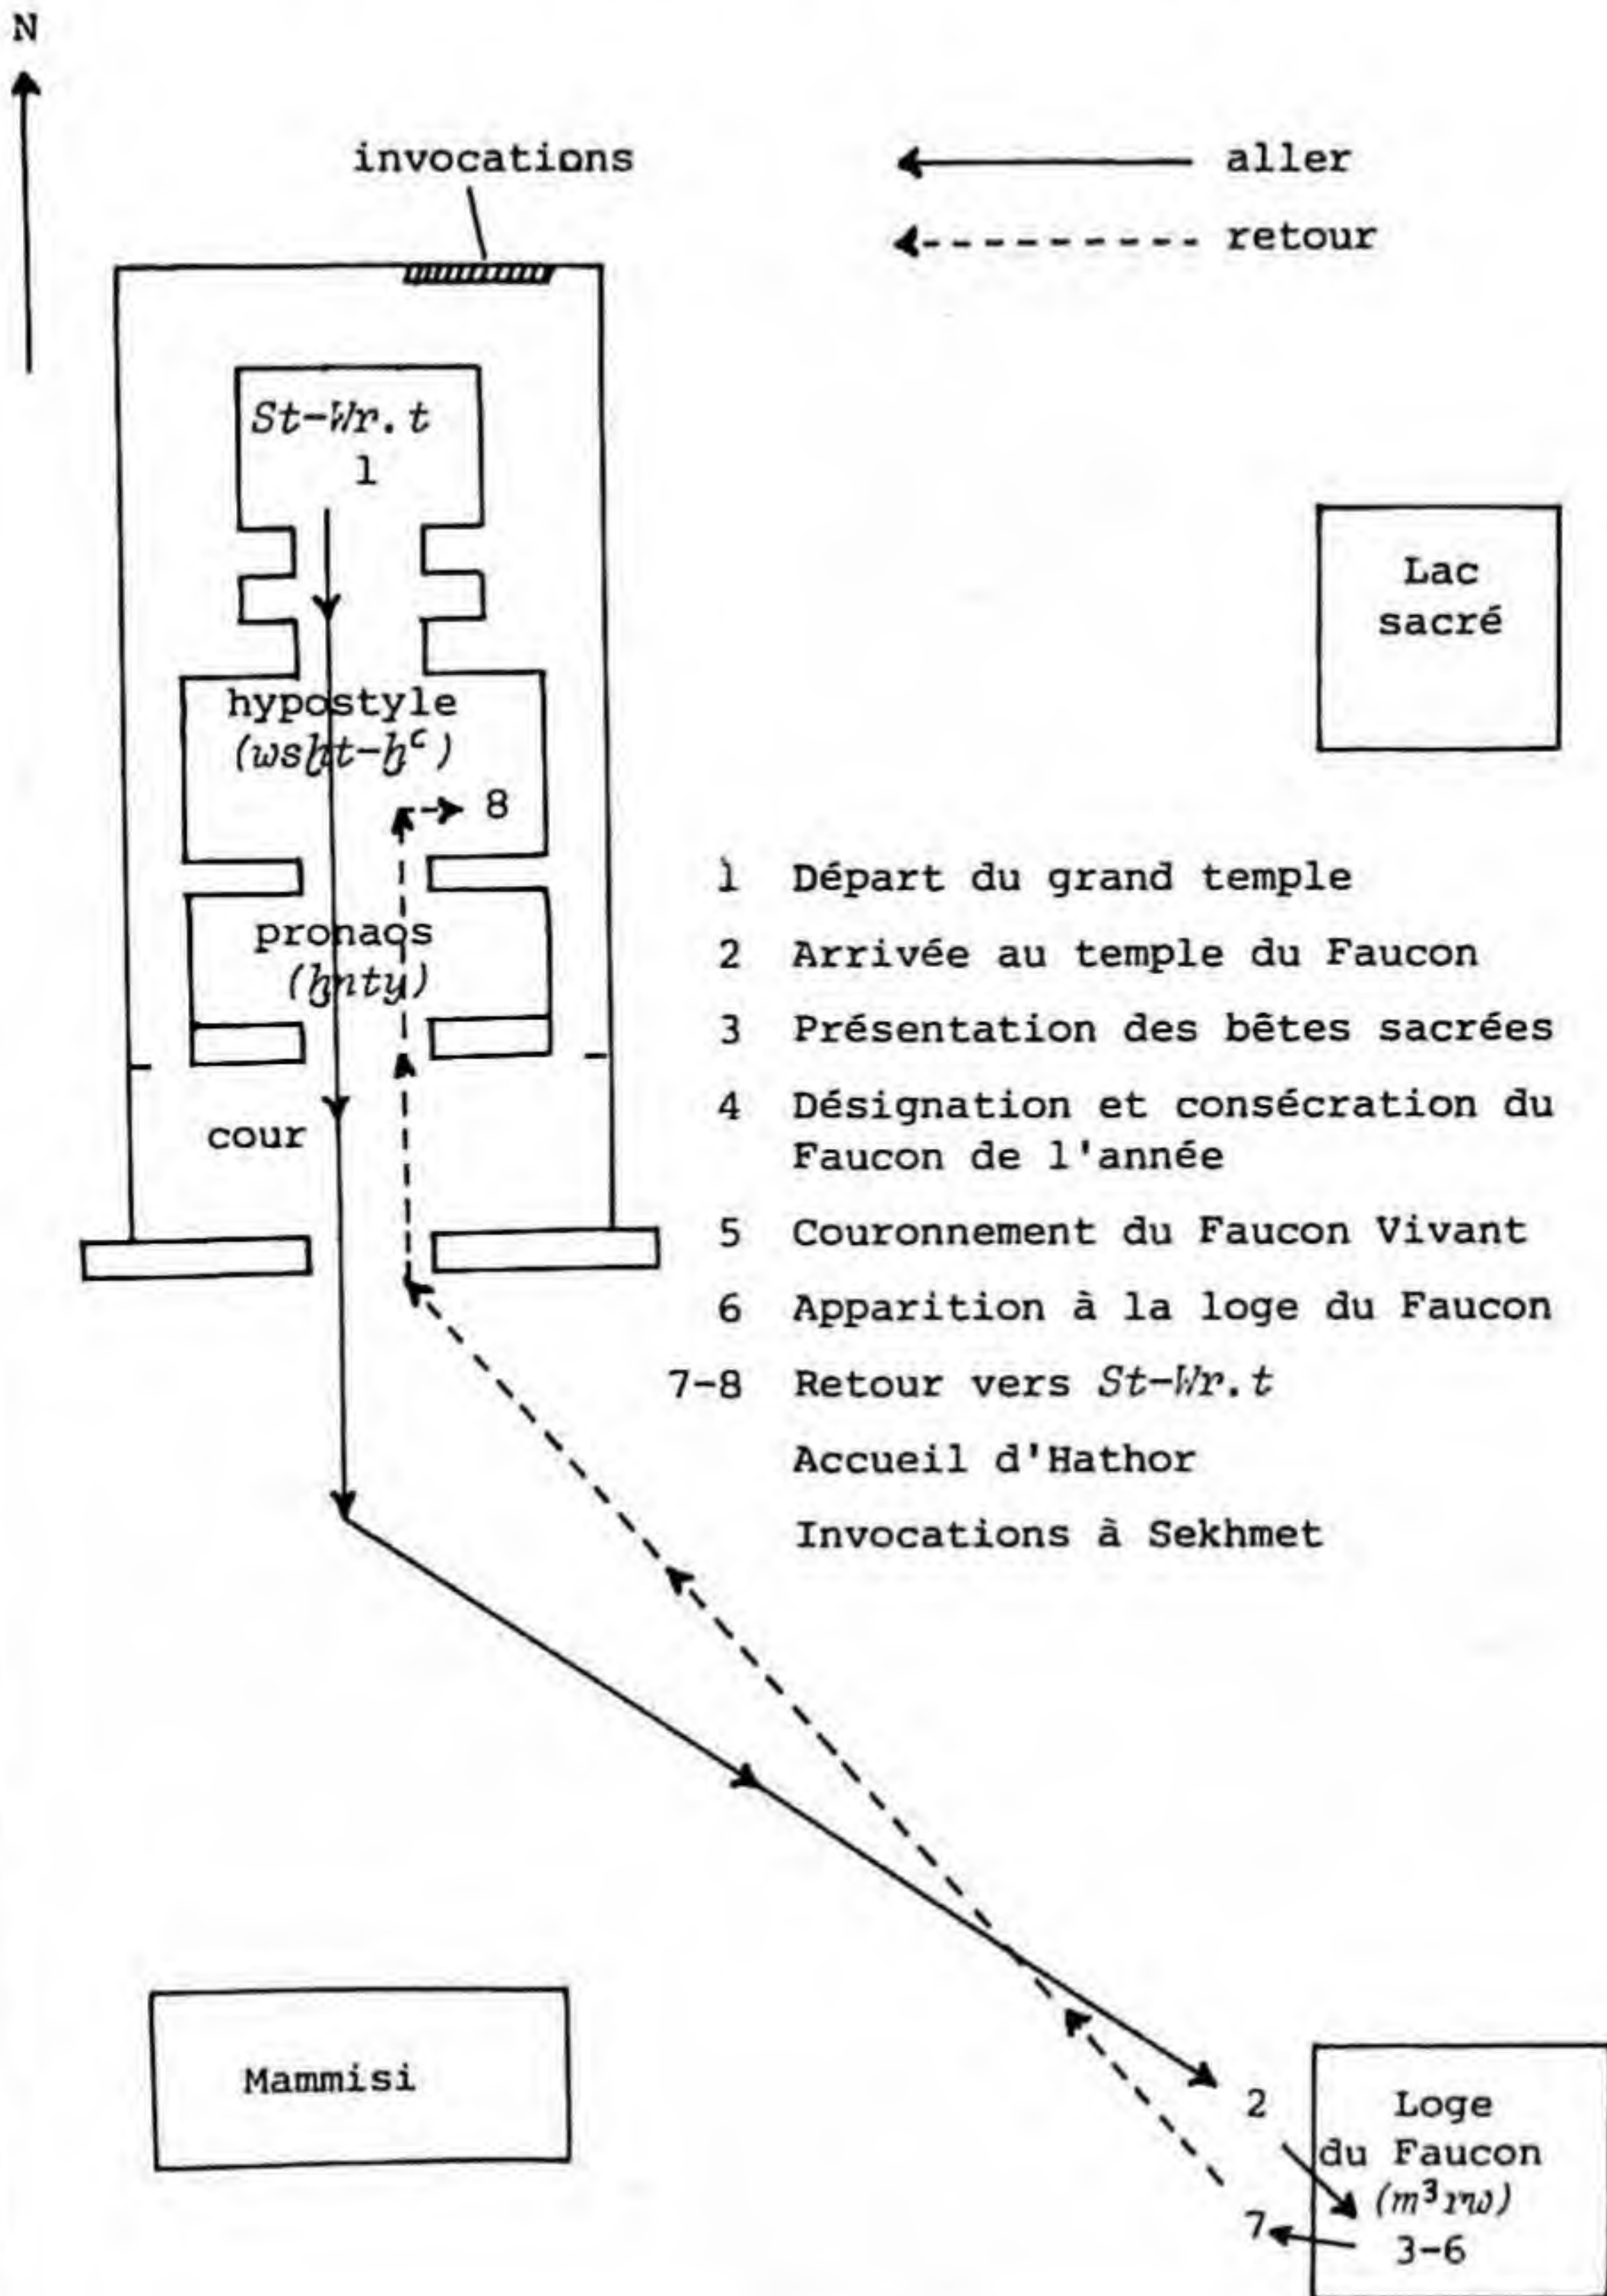 N
invocations
aller
retour
St-Wr.t
1
Lac
sacré
hypostyle
(wsḫt-ḫᶜ)
8
pronaos
(ḫnty)
cour
1 Départ du grand temple
2 Arrivée au temple du Faucon
3 Présentation des bêtes sacrées
4 Désignation et consécration du
Faucon de l'année
5 Couronnement du Faucon Vivant
6 Apparition à la loge du Faucon
7-8 Retour vers St-Wr.t
Accueil d'Hathor
Invocations à Sekhmet
Mammisi
2
Loge
du Faucon
(m³rw)
7
3-6